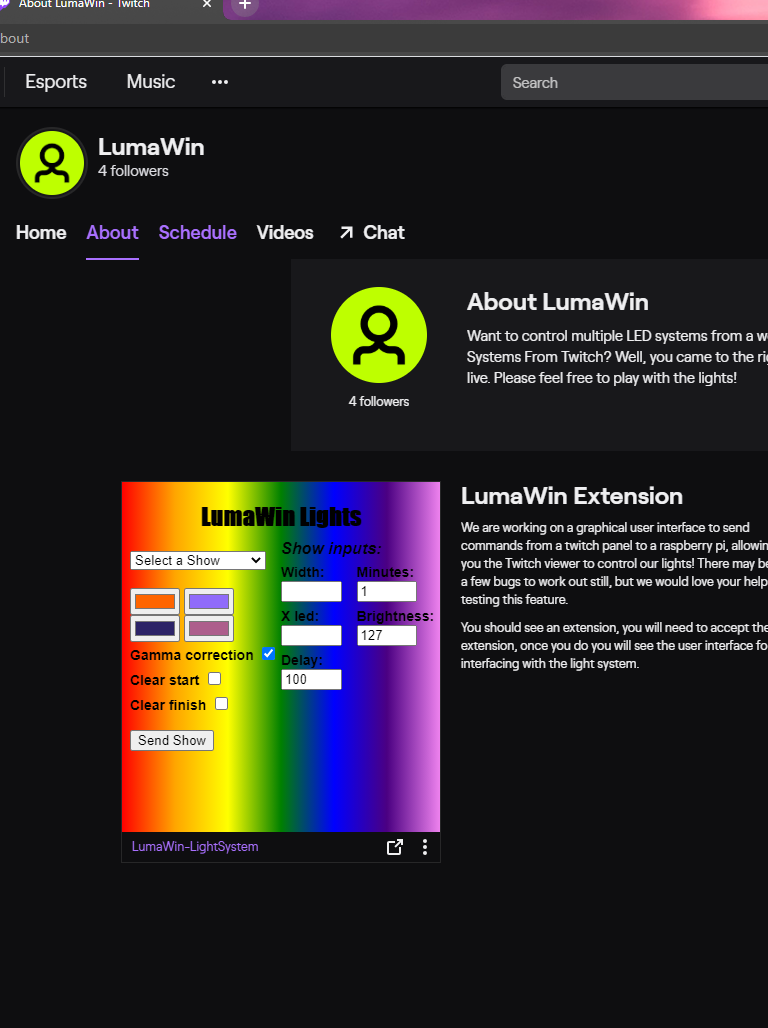 About LumaWin - Twitch
bout
Esports
Music
Search
LumaWin
4 followers
Home
About
Schedule
Videos
Chat
About LumaWin
Want to control multiple LED systems from a
Systems From Twitch? Well, you came to the
live. Please feel free to play with the lights!
4 followers
LumaWin Lights
Select a Show
Show inputs:
Width:
Minutes:
1
X led:
Brightness:
127
Gamma correction
Delay:
100
Clear start
Clear finish
Send Show
LumaWin-LightSystem
LumaWin Extension
We are working on a graphical user interface to send
commands from a twitch panel to a raspberry pi, allowin
you the Twitch viewer to control our lights! There may be
a few bugs to work out still, but we would love your help
testing this feature.
You should see an extension, you will need to accept the
extension, once you do you will see the user interface fo
interfacing with the light system.